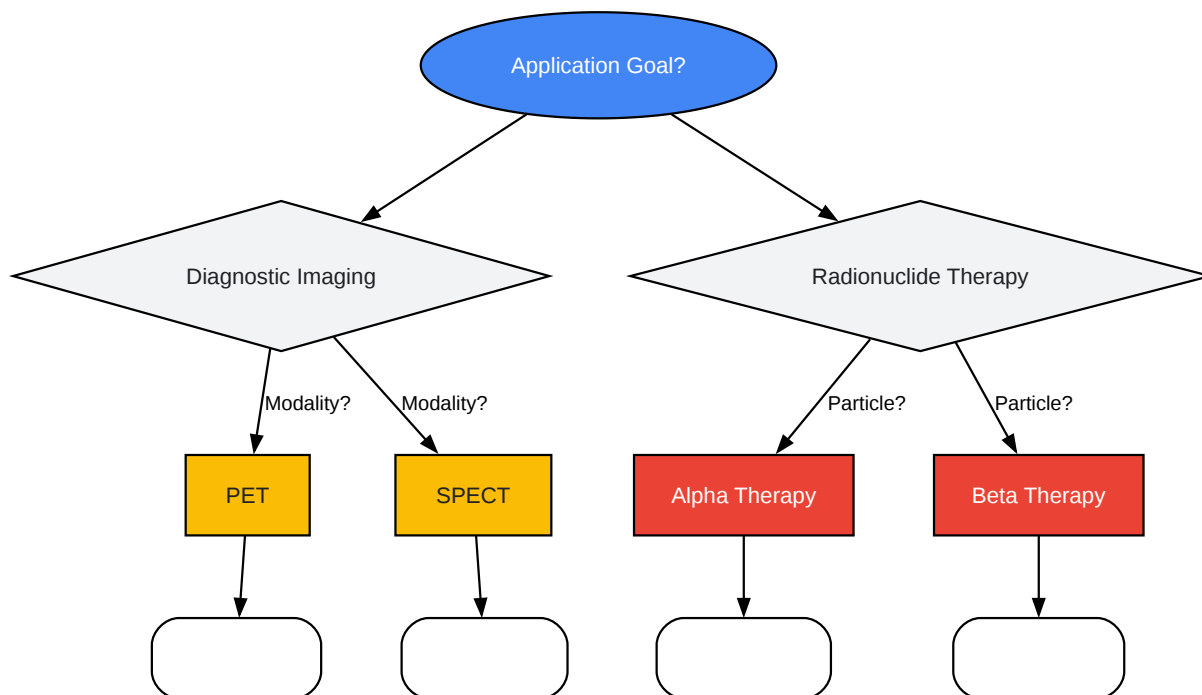 Application Goal?
Diagnostic Imaging
Radionuclide Therapy
Modality?
Modality?
Particle?
Particle?
PET
SPECT
Alpha Therapy
Beta Therapy